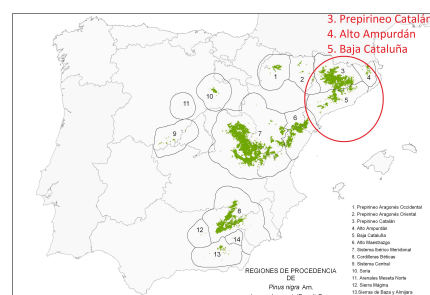 3. Prepirineo Catalán
4. Alto Ampurdán
5. Baja Cataluña
1
2
3
4
5
6
7
8
9
10
11
12
13
14
REGIONES DE PROCEDENCIA
DE
Pinus nigra Arn.
1. Prepirineo Aragonés Occidental
2. Prepirineo Aragonés Oriental
3. Prepirineo Catalán
4. Alto Ampurdán
5. Baja Cataluña
6. Alto Maestrazgo
7. Sistema Ibérico Meridional
8. Cordilleras Béticas
9. Sistema Central
10. Soria
11. Arenales Meseta Norte
12. Sierra Mágina
13.Sierras de Baza y Almijara